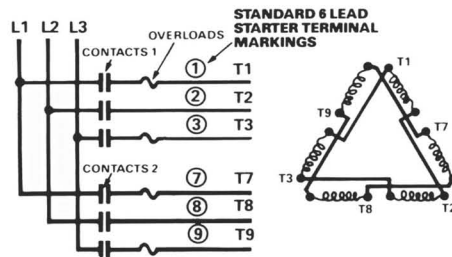 STANDARD 6 LEAD
STARTER TERMINAL
MARKINGS
L1 L2 L3
OVERLOADS
CONTACTS 1
1 T1
2 T2
3 T3
CONTACTS 2
7 T7
8 T8
9 T9
T1
T9
T7
T3
T8
T2